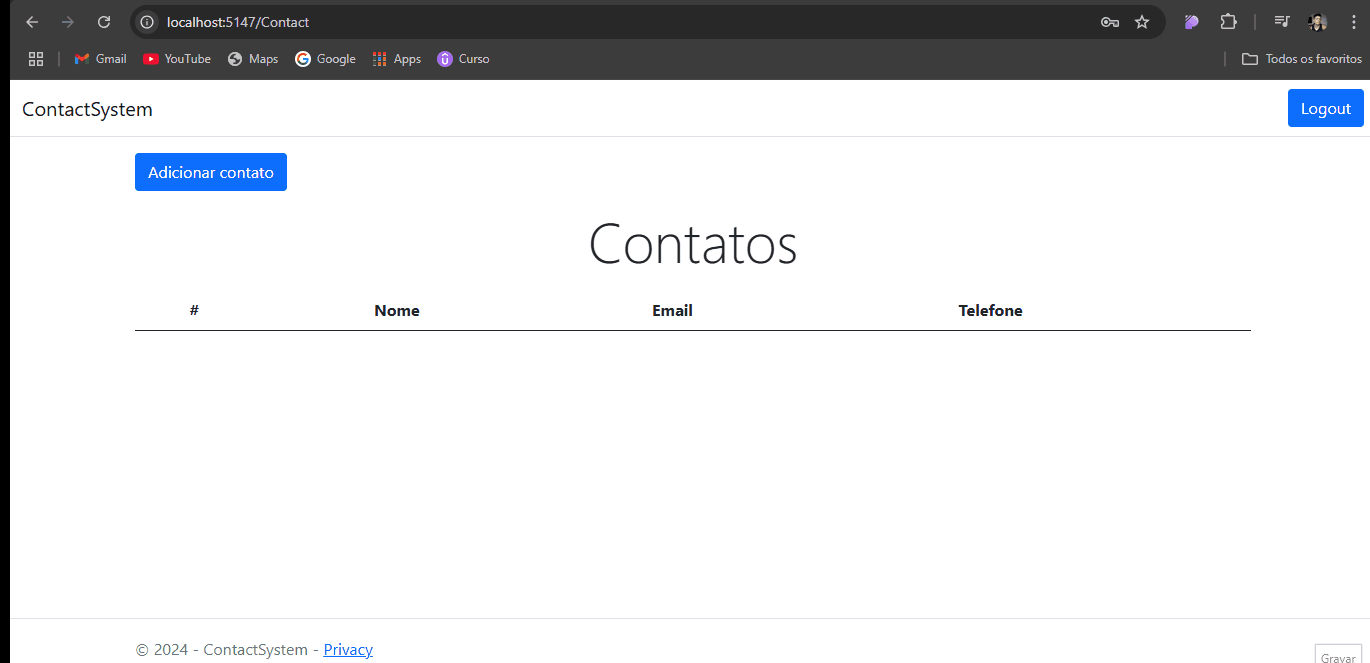 localhost:5147/Contact
Gmail YouTube Maps Google Apps Curso Todos os favoritos
ContactSystem Logout
Adicionar contato
Contatos
# Nome Email Telefone
© 2024 - ContactSystem - Privacy
Gravar